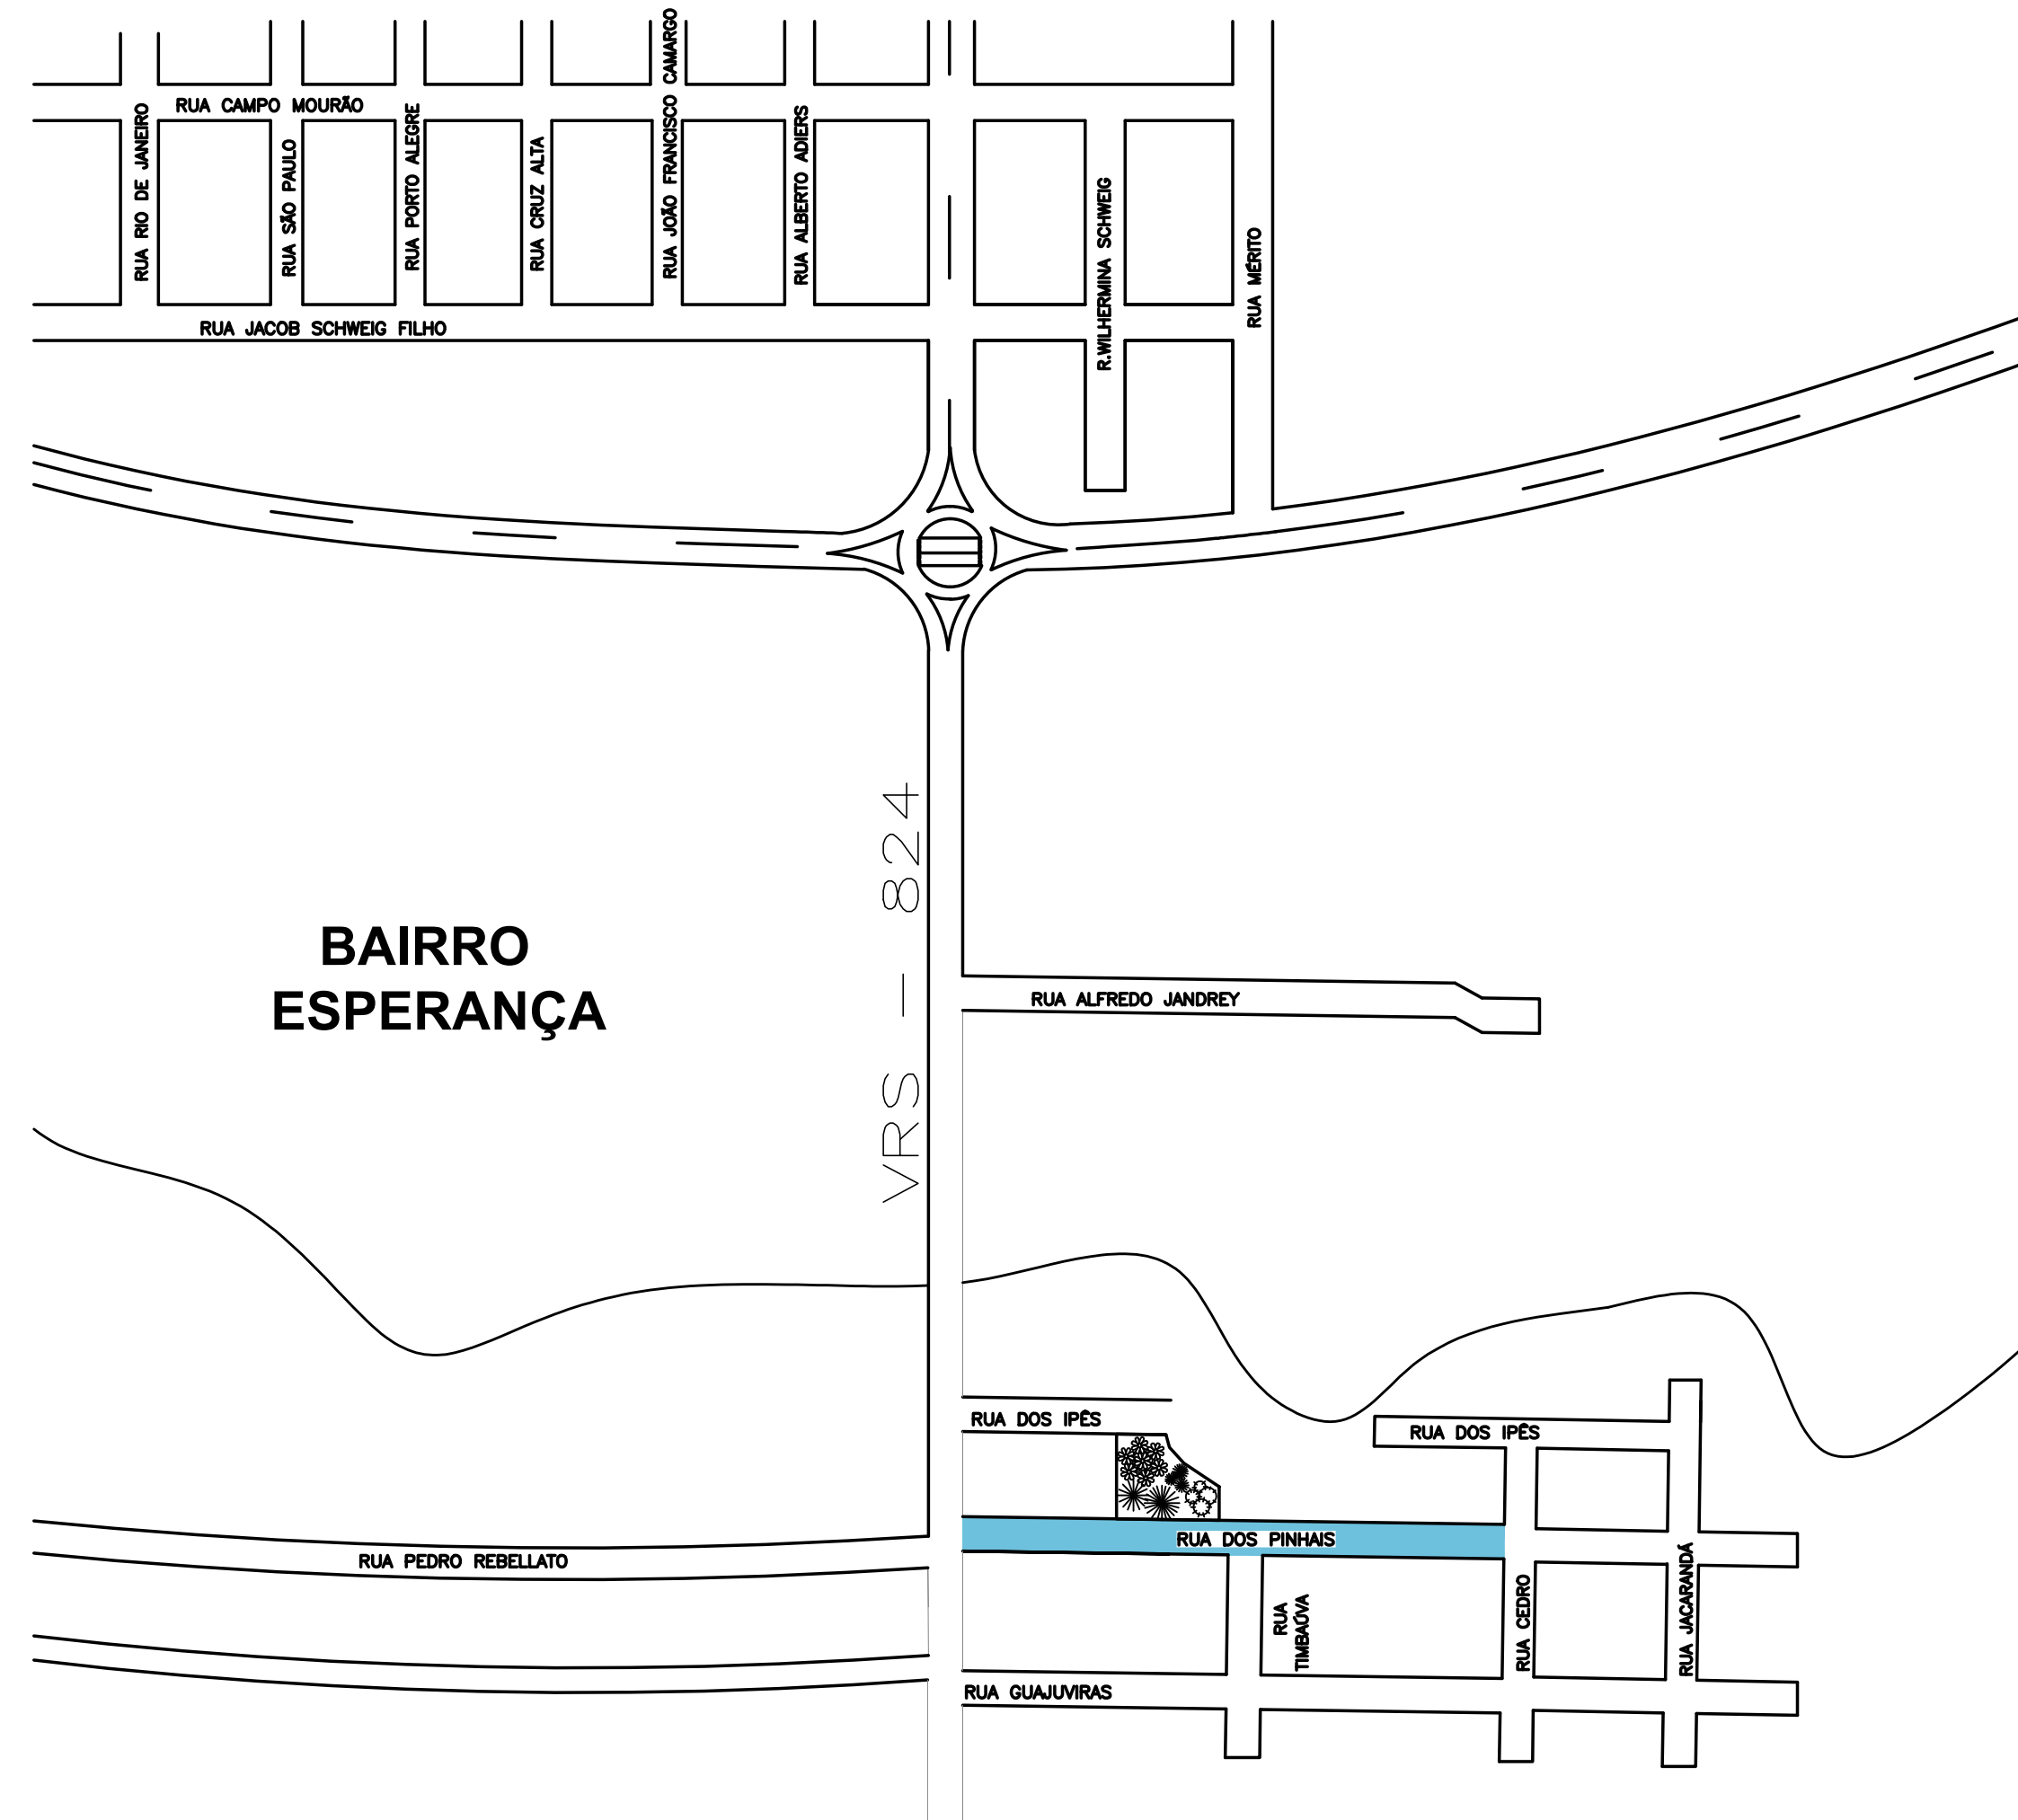 RUA CAMPO MOURÃO
RUA RIO DE JANEIRO
RUA SÃO PAULO
RUA PORTO ALEGRE
RUA CRUZ ALTA
RUA JOÃO FRANCISCO CAMARGO
RUA ALBERTO ADIERS
R.WILHERMINA SCHWEIG
RUA MÉRITO
RUA JACOB SCHWEIG FILHO
VRS - 824
BAIRRO
ESPERANÇA
RUA ALFREDO JANDREY
RUA DOS IPÊS
RUA DOS IPÊS
RUA DOS PINHAIS
RUA PEDRO REBELLATO
RUA
TIMBAÚVA
RUA CEDRO
RUA JACARANDÁ
RUA GUAJUVIRAS